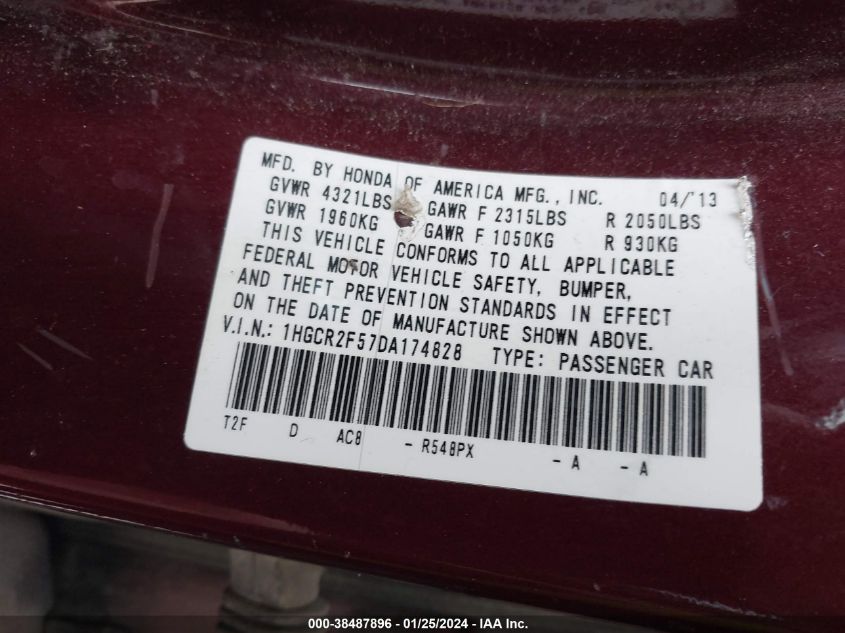 MFD. BY HONDA OF AMERICA MFG., INC. 04/'13
GVWR 4321LBS GAWR F 2315LBS R 2050LBS
GVWR 1960KG GAWR F 1050KG R 930KG
THIS VEHICLE CONFORMS TO ALL APPLICABLE
FEDERAL MOTOR VEHICLE SAFETY, BUMPER,
AND THEFT PREVENTION STANDARDS IN EFFECT
ON THE DATE OF MANUFACTURE SHOWN ABOVE.
V.I.N.: 1HGCR2F57DA174628 TYPE: PASSENGER CAR
T2F D AC8 - R548PX - A - A
000-38487896 - 01/25/2024 - IAA Inc.